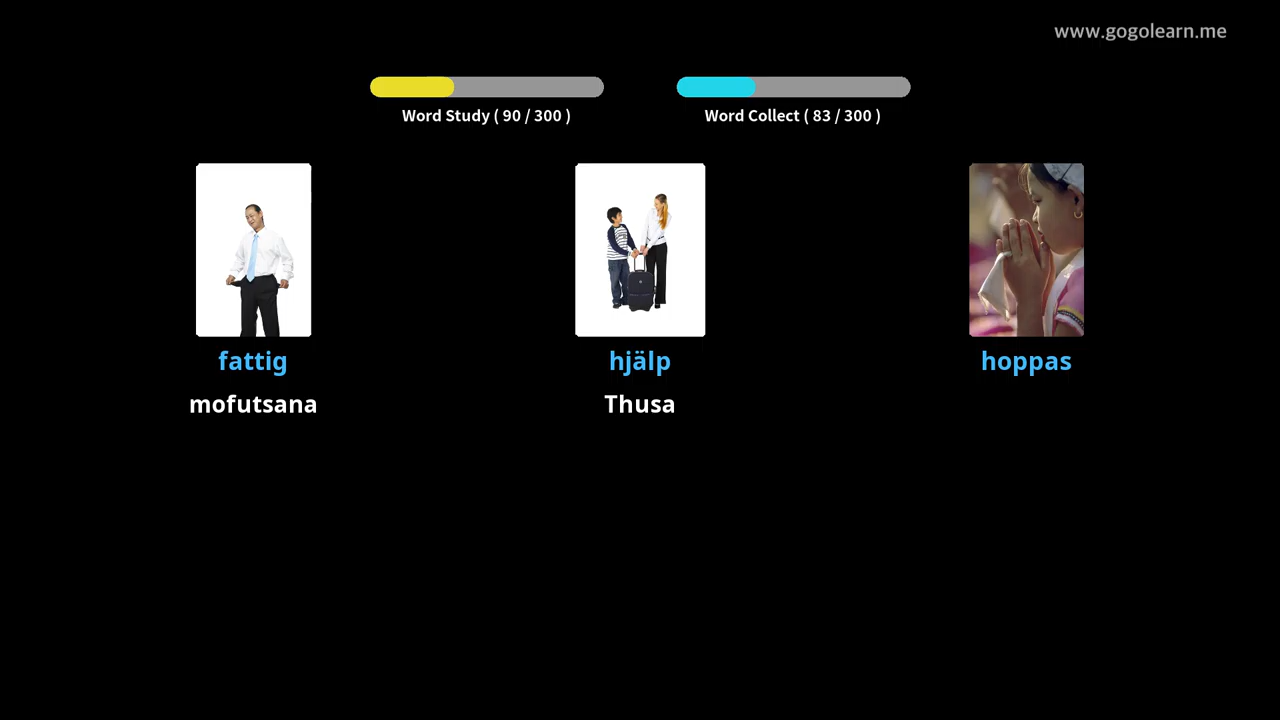 www.gogolearn.me
Word Study ( 90 / 300 )
Word Collect ( 83 / 300 )
fattig
hjälp
hoppas
mofutsana
Thusa